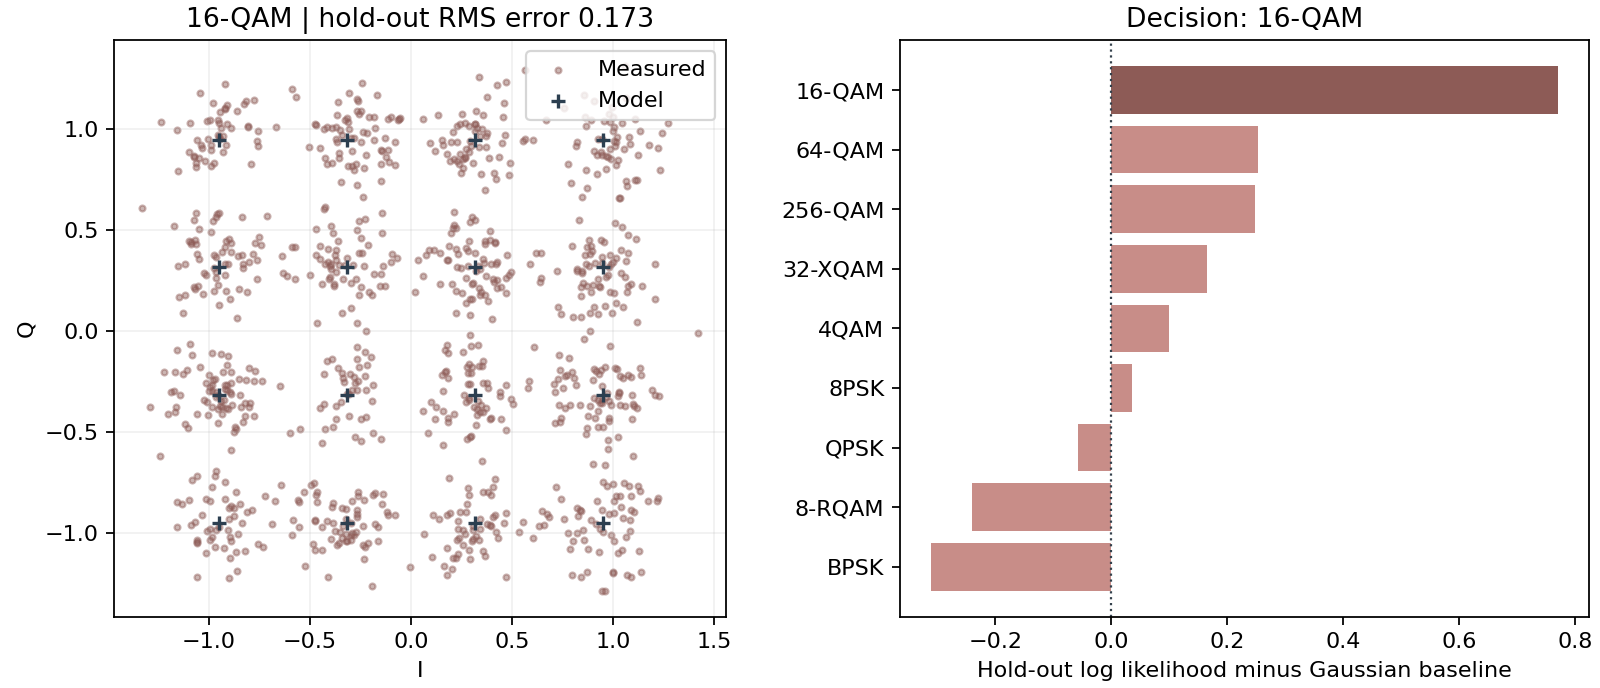 16-QAM | hold-out RMS error 0.173
Measured
Model
Q
1.0
0.5
0.0
−0.5
−1.0
−1.0
−0.5
0.0
0.5
1.0
1.5
I
Decision: 16-QAM
16-QAM
64-QAM
256-QAM
32-XQAM
4QAM
8PSK
QPSK
8-RQAM
BPSK
−0.2
0.0
0.2
0.4
0.6
0.8
Hold-out log likelihood minus Gaussian baseline